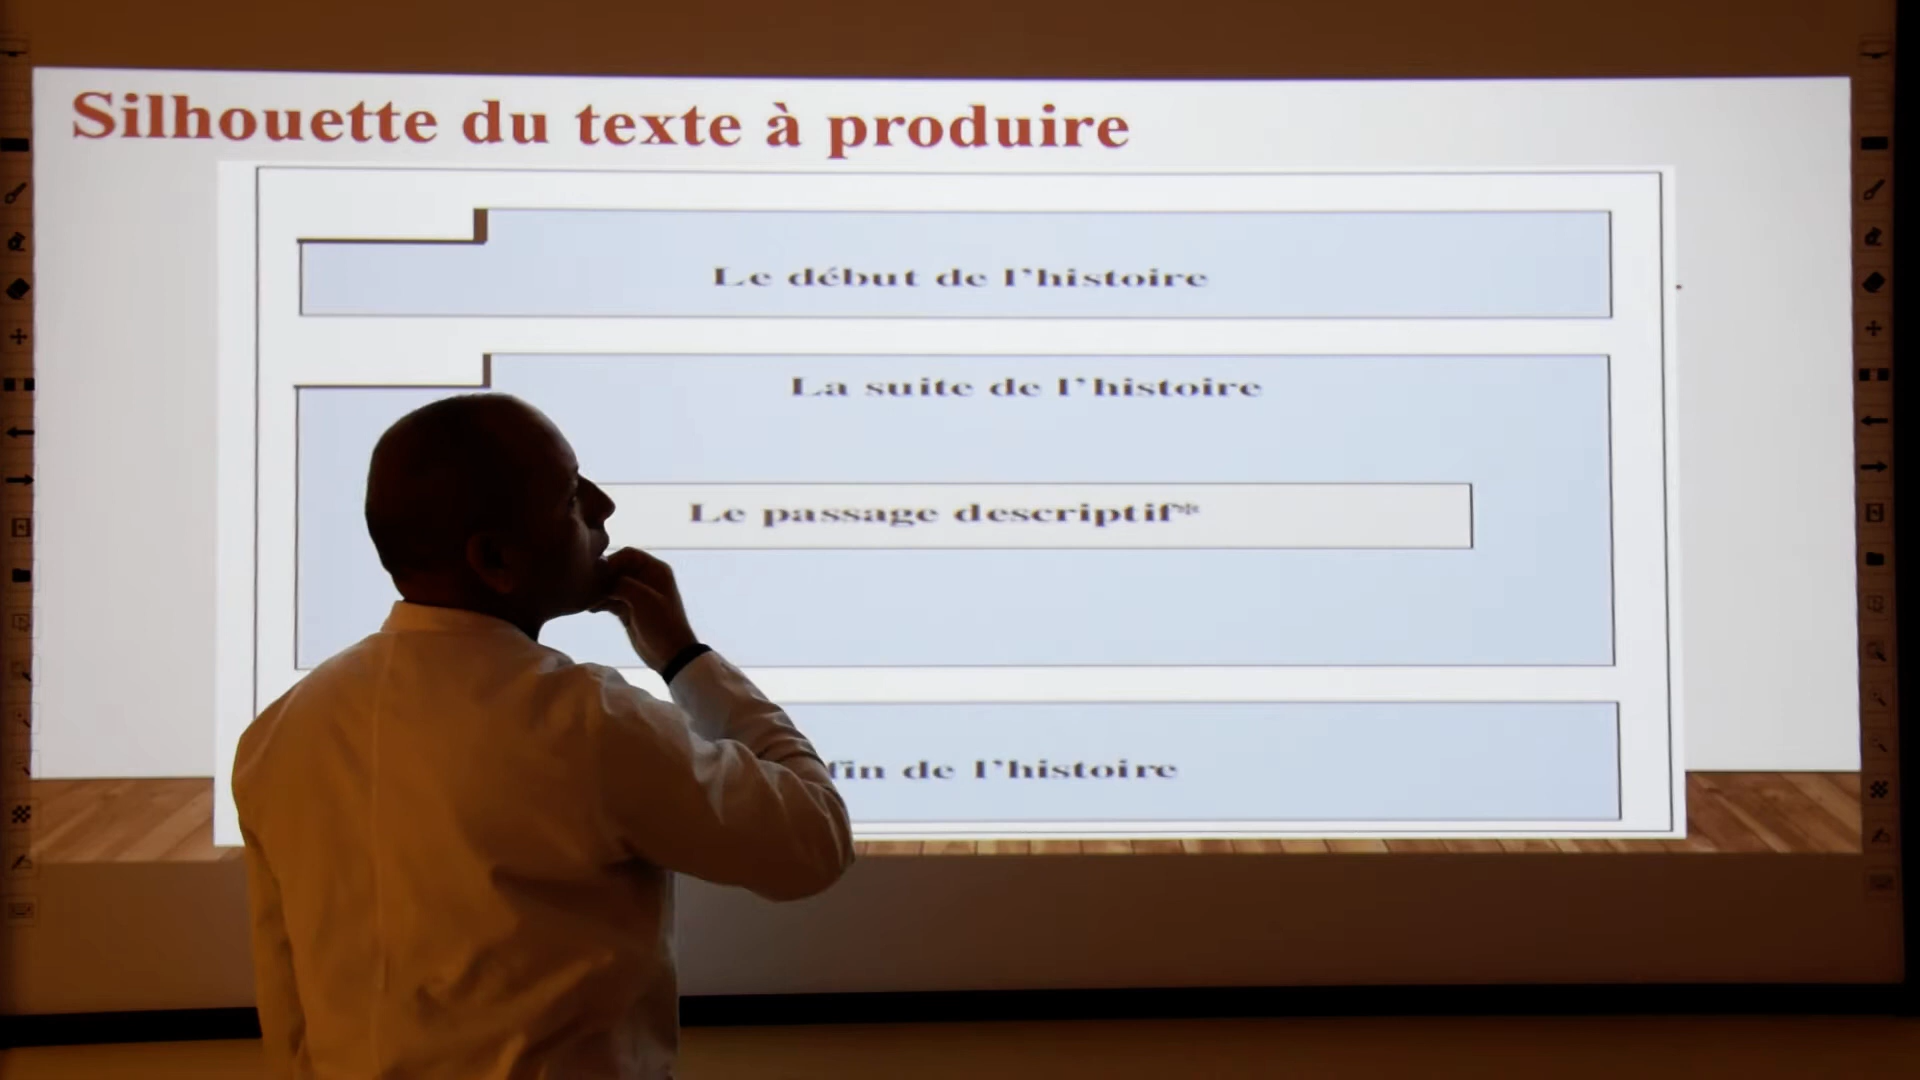 Silhouette du texte à produire
Le début de l'histoire
La suite de l'histoire
Le passage descriptif*
fin de l'histoire